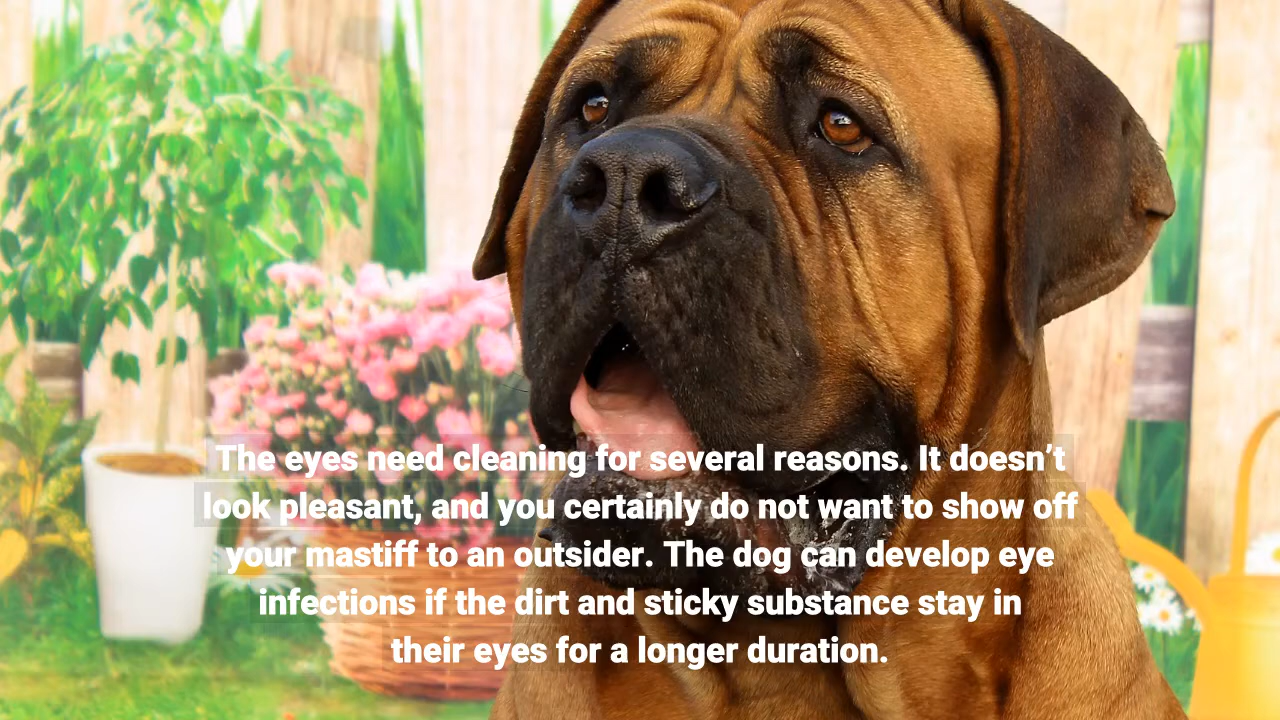 The eyes need cleaning for several reasons. It doesn’t
look pleasant, and you certainly do not want to show off
your mastiff to an outsider. The dog can develop eye
infections if the dirt and sticky substance stay in
their eyes for a longer duration.